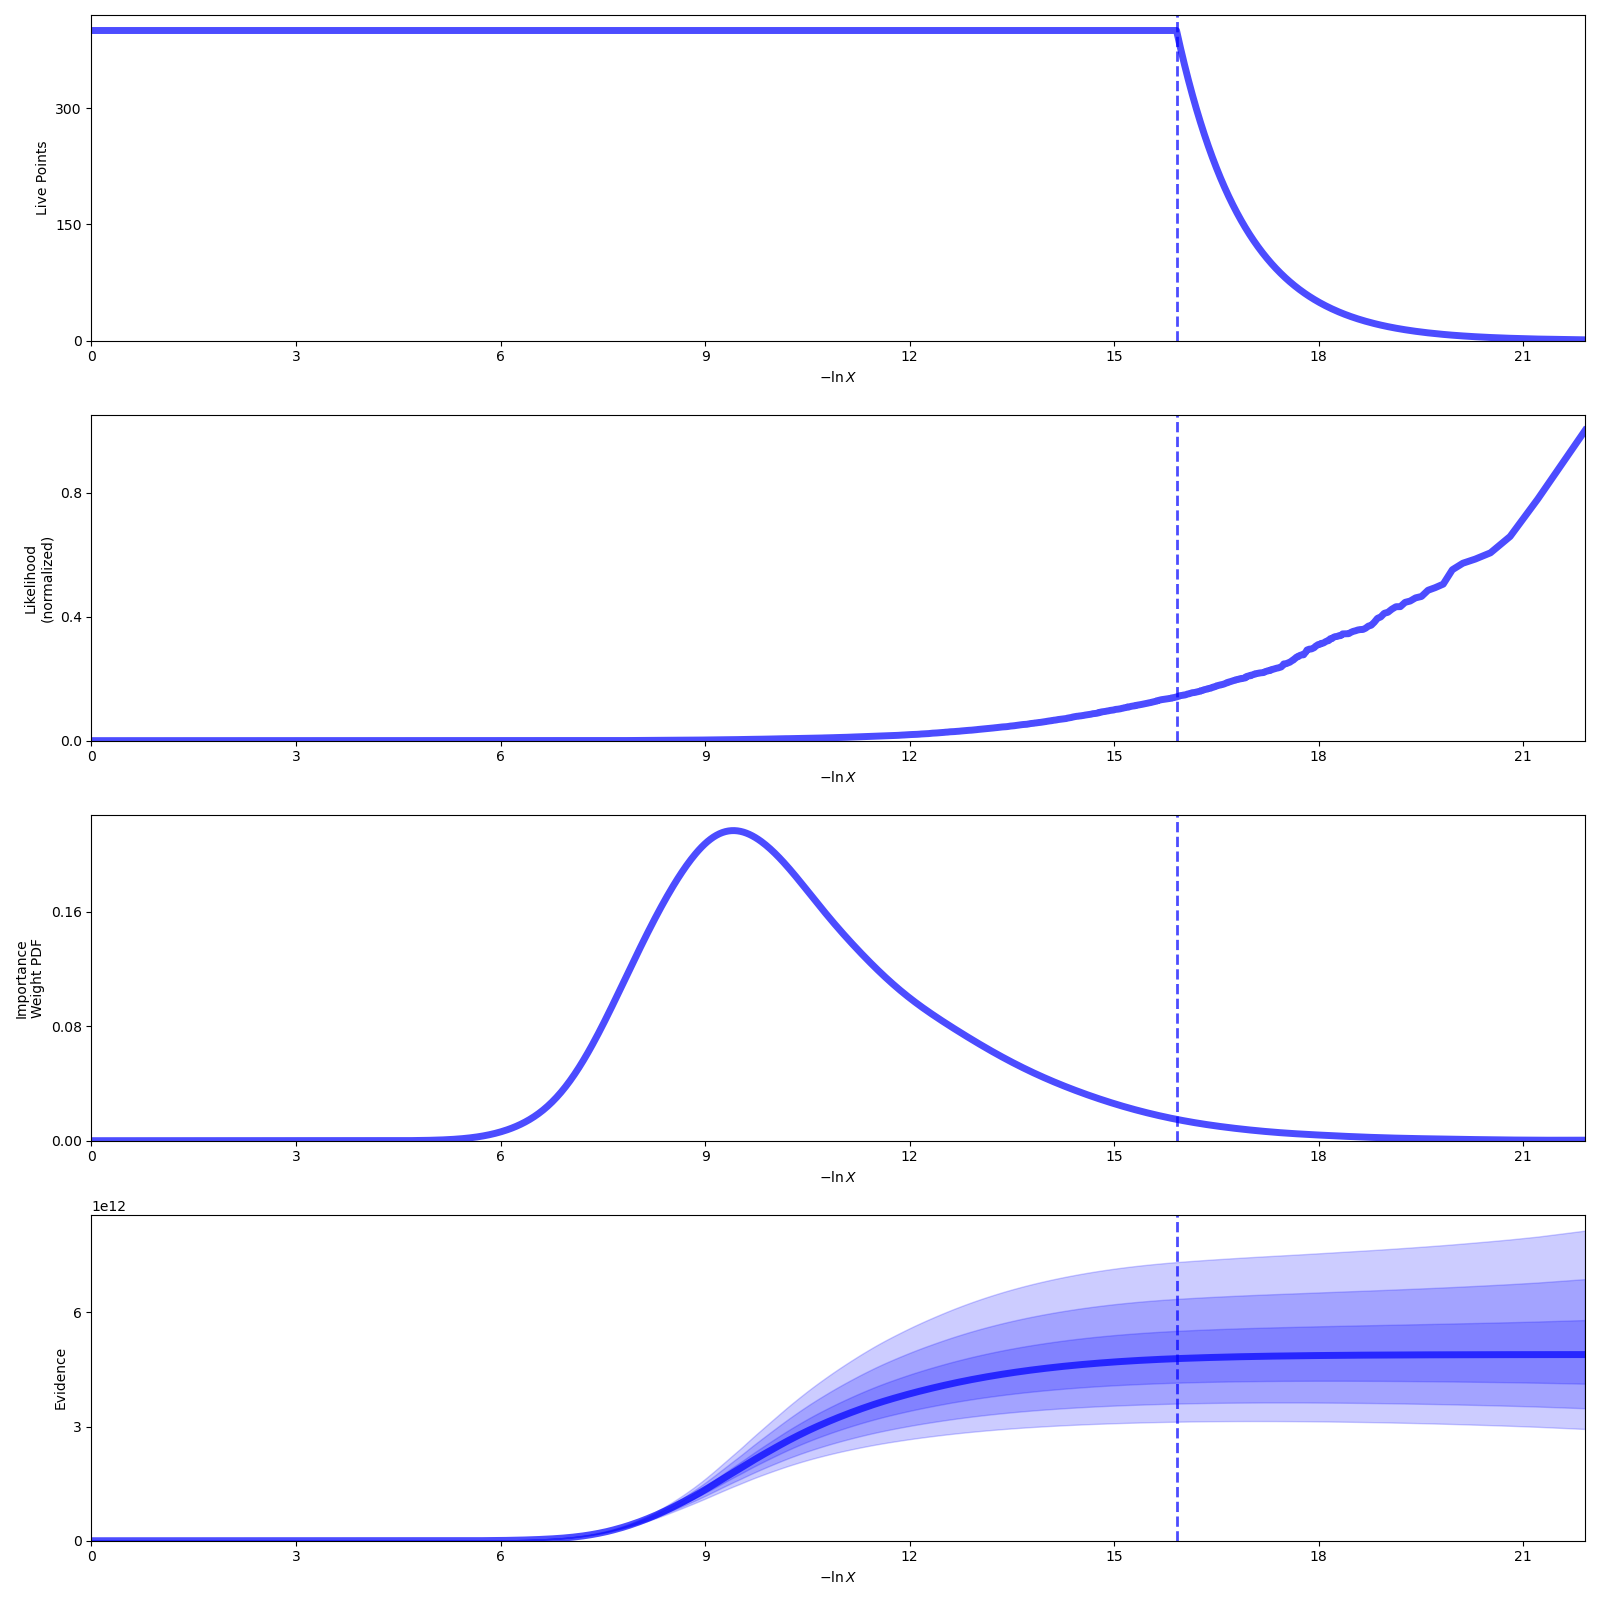 300
150
0
Live Points
0 3 6 9 12 15 18 21
−ln X
0.8
0.4
0.0
Likelihood
(normalized)
0 3 6 9 12 15 18 21
−ln X
0.16
0.08
0.00
Importance
Weight PDF
0 3 6 9 12 15 18 21
−ln X
1e12
6
3
0
Evidence
0 3 6 9 12 15 18 21
−ln X